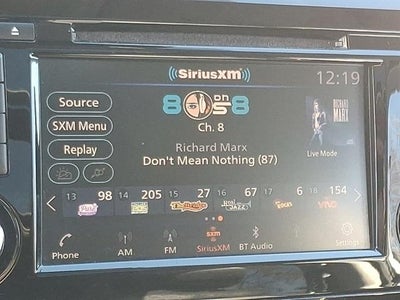 SiriusXM
12:19
Source
SXM Menu
Replay
80s on 8
Ch. 8
Richard Marx
Don't Mean Nothing (87)
RICHARD MARX
Live Mode
13 98
14 205
15 27
16 67
17 6
18 154
Phone
AM
FM
sxm
SiriusXM
BT Audio
Settings